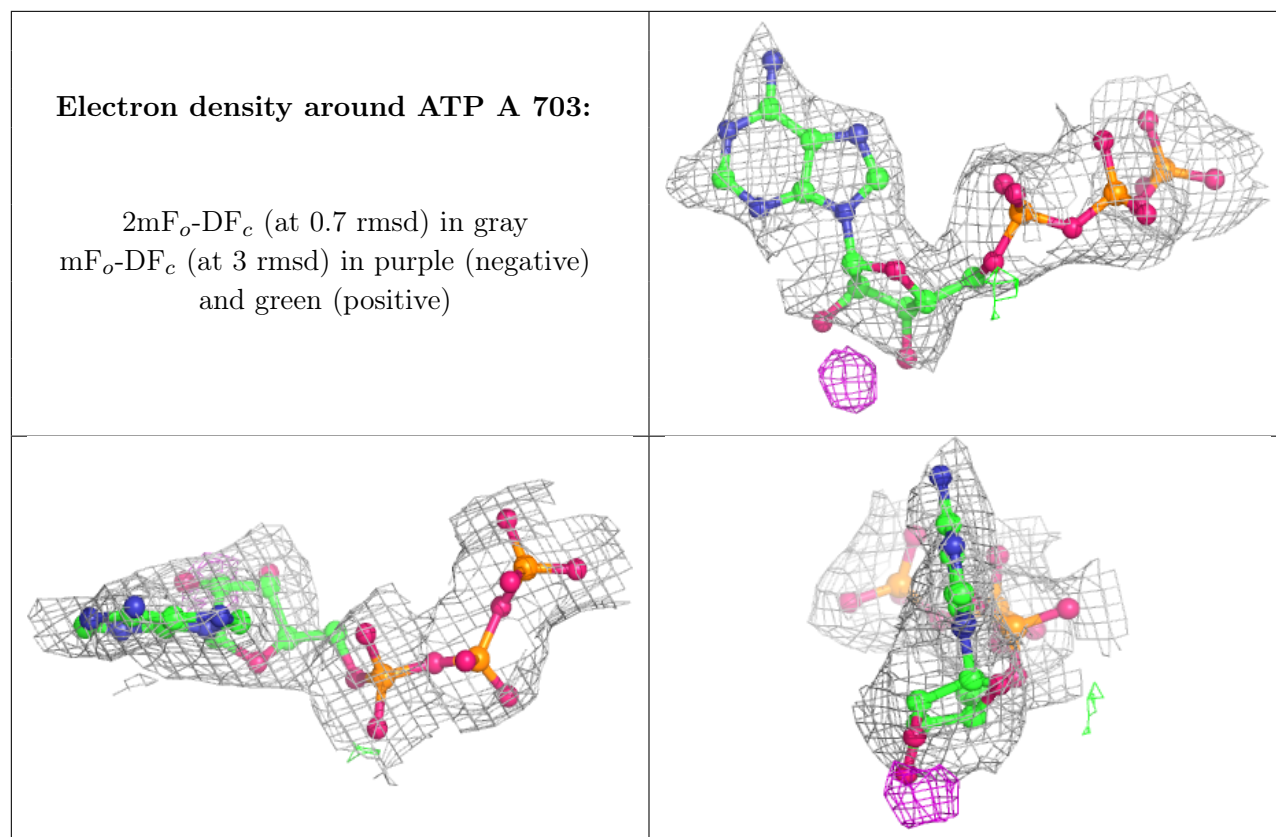 Electron density around ATP A 703:
2mFo-DFc (at 0.7 rmsd) in gray
mFo-DFc (at 3 rmsd) in purple (negative)
and green (positive)